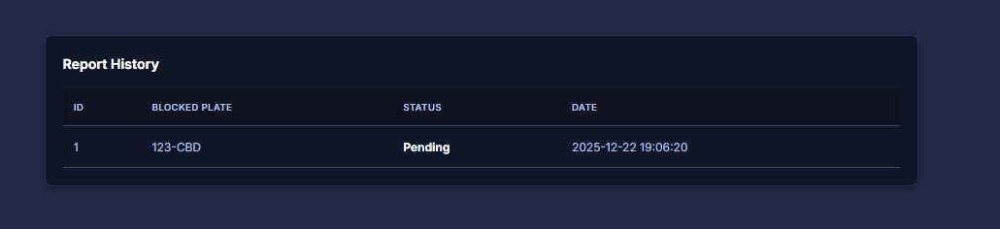 Report History
ID BLOCKED PLATE STATUS DATE
1 123-CBD Pending 2025-12-22 19:06:20